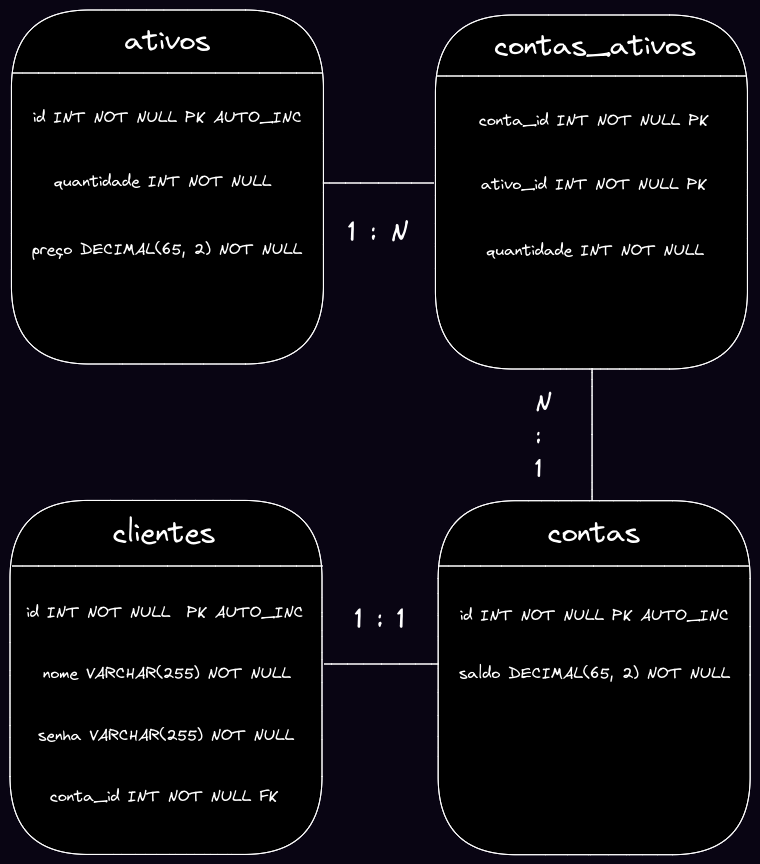 ativos
id INT NOT NULL PK AUTO_INC
quantidade INT NOT NULL
preço DECIMAL(65, 2) NOT NULL
1 : N
contas_ativos
conta_id INT NOT NULL PK
ativo_id INT NOT NULL PK
quantidade INT NOT NULL
N
:
1
clientes
id INT NOT NULL PK AUTO_INC
nome VARCHAR(255) NOT NULL
senha VARCHAR(255) NOT NULL
conta_id INT NOT NULL FK
1 : 1
contas
id INT NOT NULL PK AUTO_INC
saldo DECIMAL(65, 2) NOT NULL